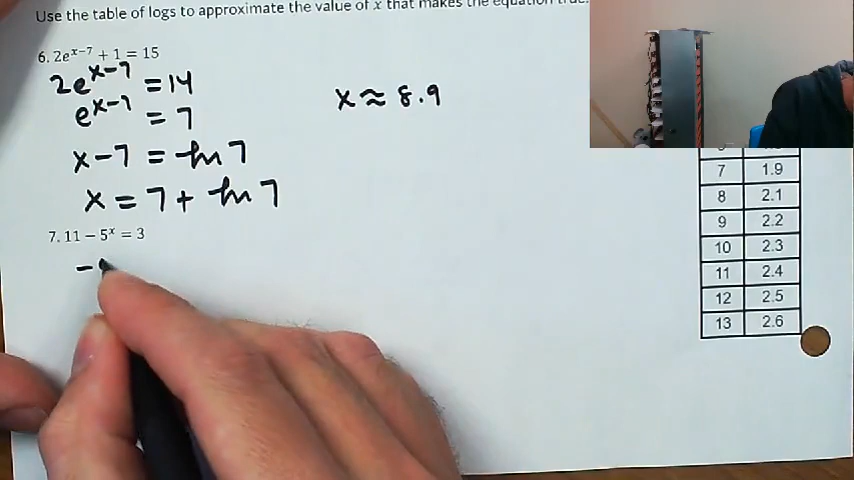 Use the table of logs to approximate the value of x that makes the equation true.
6. 2e^{x−7} + 1 = 15
2e^{x-7} = 14
e^{x-7} = 7
x-7 = ln 7
x = 7 + ln 7
x ≈ 8.9
7. 11 − 5^x = 3
-
7 1.9
8 2.1
9 2.2
10 2.3
11 2.4
12 2.5
13 2.6